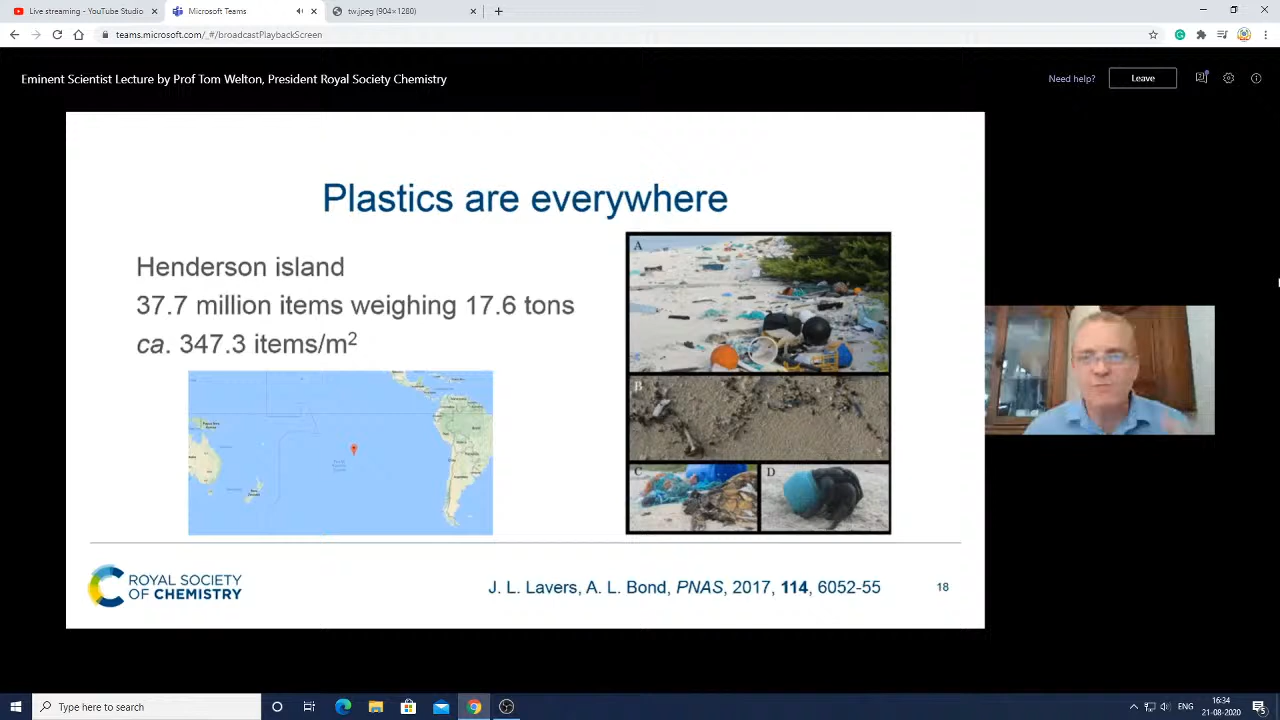 Live streaming - YouTube Studio
Microsoft Teams
tw.jpeg (904×1280)
teams.microsoft.com/_#/broadcastPlaybackScreen
Eminent Scientist Lecture by Prof Tom Welton, President Royal Society Chemistry
Need help?
Leave
Plastics are everywhere
Henderson island
37.7 million items weighing 17.6 tons
ca. 347.3 items/m²
A
B
C
D
ROYAL SOCIETY
OF CHEMISTRY
J. L. Lavers, A. L. Bond, PNAS, 2017, 114, 6052-55
18
Type here to search
ENG
16:34
21-08-2020